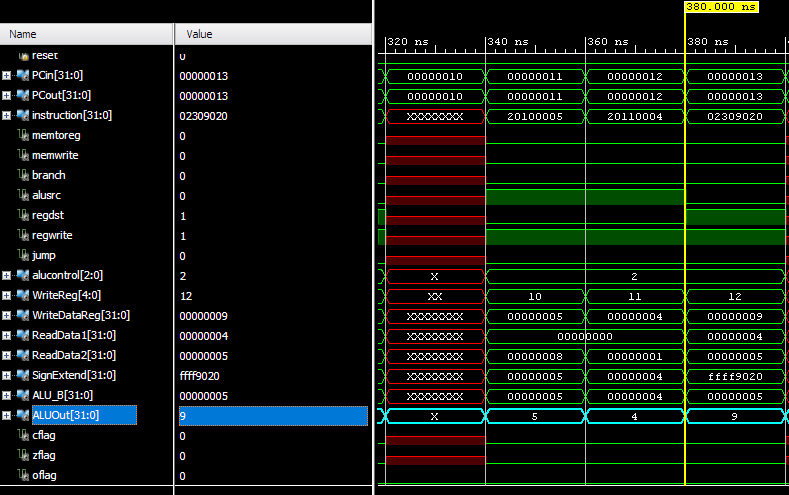 380.000 ns
Name Value
320 ns 340 ns 360 ns 380 ns
reset 0
PCin[31:0] 00000013 00000010 00000011 00000012 00000013
PCout[31:0] 00000013 00000010 00000011 00000012 00000013
instruction[31:0] 02309020 XXXXXXXX 20100005 20110004 02309020
memtoreg 0
memwrite 0
branch 0
alusrc 0
regdst 1
regwrite 1
jump 0
alucontrol[2:0] 2 X 2
WriteReg[4:0] 12 XX 10 11 12
WriteDataReg[31:0] 00000009 XXXXXXXX 00000005 00000004 00000009
ReadData1[31:0] 00000004 XXXXXXXX 00000000 00000004
ReadData2[31:0] 00000005 XXXXXXXX 00000008 00000001 00000005
SignExtend[31:0] ffff9020 XXXXXXXX 00000005 00000004 ffff9020
ALU_B[31:0] 00000005 XXXXXXXX 00000005 00000004 00000005
ALUOut[31:0] 9 X 5 4 9
cflag 0
zflag 0
oflag 0